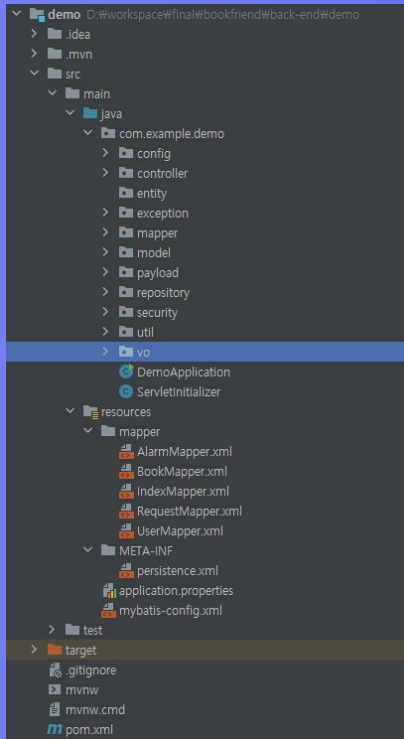 demo D:₩workspace₩final₩bookfriend₩back-end₩demo
.idea
.mvn
src
main
java
com.example.demo
config
controller
entity
exception
mapper
model
payload
repository
security
util
vo
DemoApplication
ServletInitializer
resources
mapper
AlarmMapper.xml
BookMapper.xml
IndexMapper.xml
RequestMapper.xml
UserMapper.xml
META-INF
persistence.xml
application.properties
mybatis-config.xml
test
target
.gitignore
mvnw
mvnw.cmd
m pom.xml